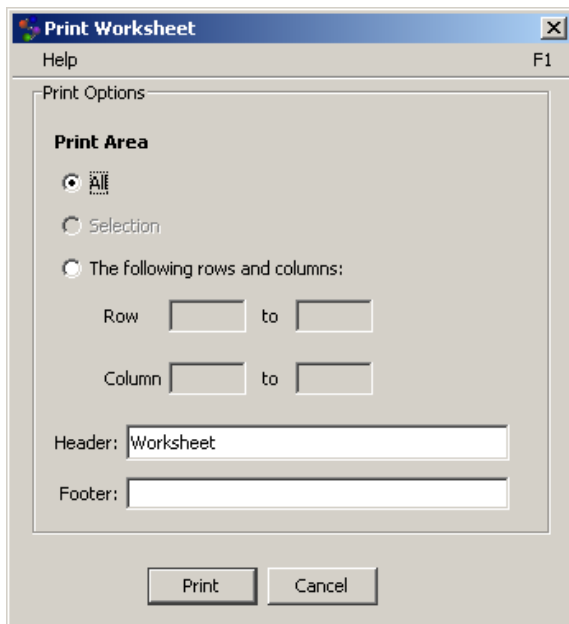 Print Worksheet
Help F1
Print Options
Print Area
All
Selection
The following rows and columns:
Row to
Column to
Header: Worksheet
Footer:
Print Cancel